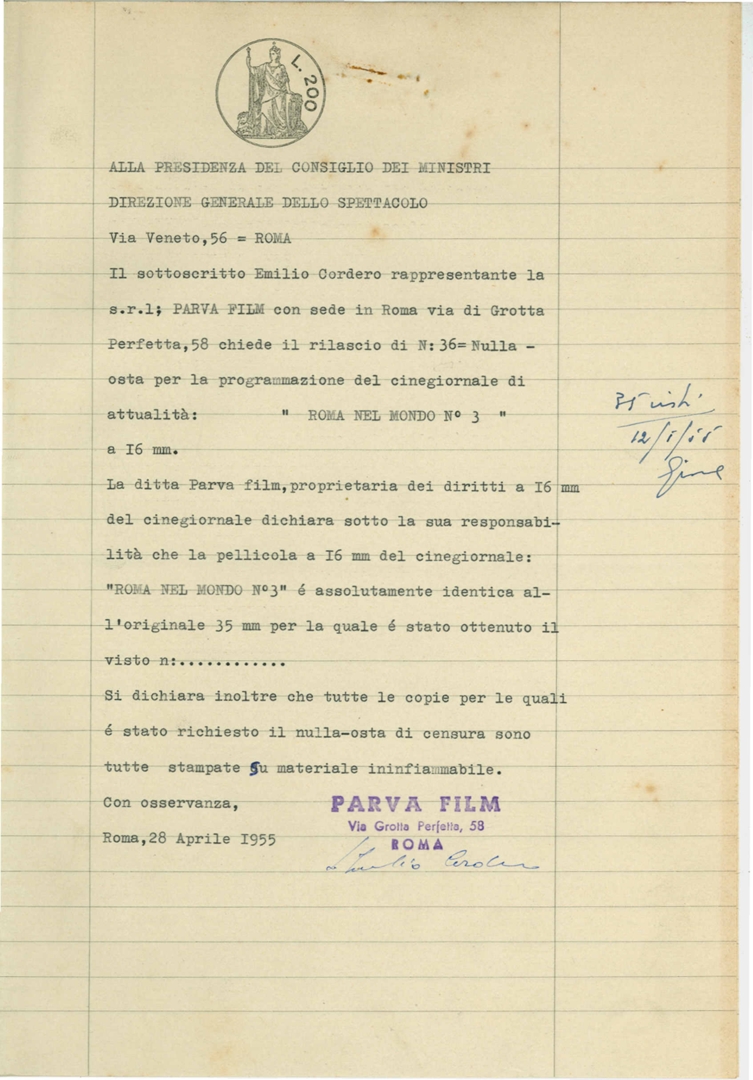 L. 200
ALLA PRESIDENZA DEL CONSIGLIO DEI MINISTRI
DIREZIONE GENERALE DELLO SPETTACOLO
Via Veneto,56 = ROMA
Il sottoscritto Emilio Cordero rappresentante la
s.r.l; PARVA FILM con sede in Roma via di Grotta
Perfetta,58 chiede il rilascio di N:36= Nulla -
osta per la programmazione del cinegiornale di
attualità: " ROMA NEL MONDO N° 3 "
a I6 mm.
La ditta Parva film,proprietaria dei diritti a I6 mm
del cinegiornale dichiara sotto la sua responsabi-
lità che la pellicola a I6 mm del cinegiornale:
"ROMA NEL MONDO N°3" é assolutamente identica al-
l'originale 35 mm per la quale é stato ottenuto il
visto n:............
Si dichiara inoltre che tutte le copie per le quali
é stato richiesto il nulla-osta di censura sono
tutte stampate su materiale ininfiammabile.
Con osservanza,
Roma,28 Aprile I955
PARVA FILM
Via Grotta Perfetta, 58
ROMA
Emilio Cordero
35 visti
12/5/55